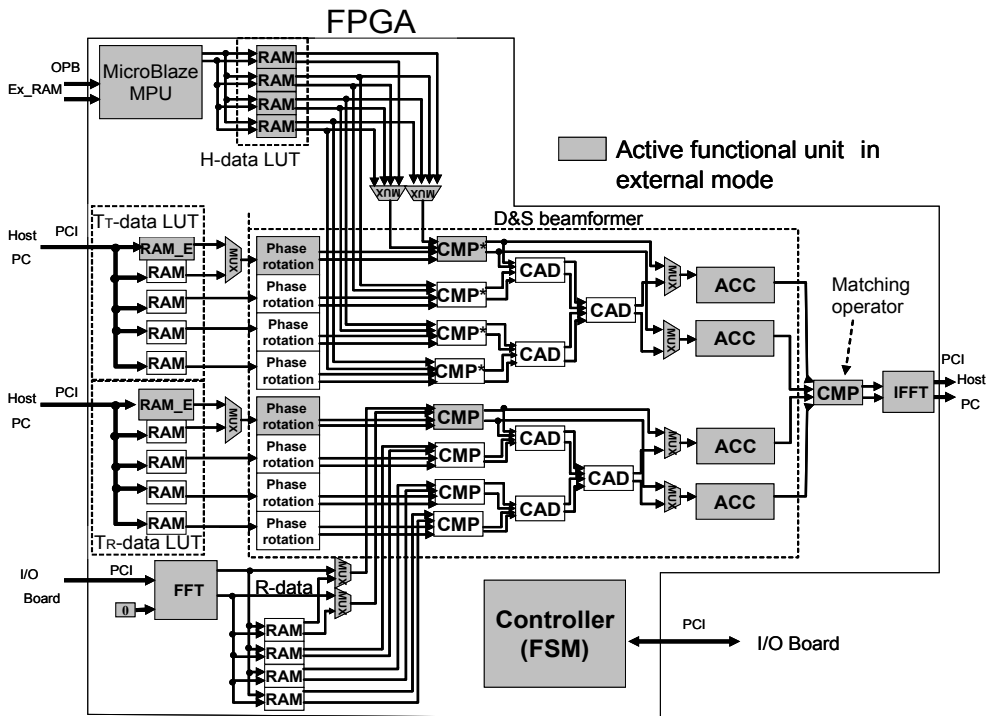 FPGA
OPB
Ex_RAM
MicroBlaze
MPU
RAM
RAM
RAM
RAM
H-data LUT
MUX
MUX
Active functional unit in
external mode
D&S beamformer
TT-data LUT
Host
PC
PCI
RAM_E
RAM
RAM
RAM
RAM
MUX
Phase
rotation
Phase
rotation
Phase
rotation
Phase
rotation
CMP*
CMP*
CMP*
CMP*
CAD
CAD
CAD
MUX
MUX
ACC
ACC
Matching
operator
Host
PC
PCI
RAM_E
RAM
RAM
RAM
RAM
TR-data LUT
MUX
Phase
rotation
Phase
rotation
Phase
rotation
Phase
rotation
CMP
CMP
CMP
CMP
CAD
CAD
CAD
MUX
MUX
ACC
ACC
CMP
IFFT
PCI
Host
PC
I/O
Board
PCI
FFT
0
R-data
MUX
MUX
RAM
RAM
RAM
RAM
Controller
(FSM)
PCI
I/O Board